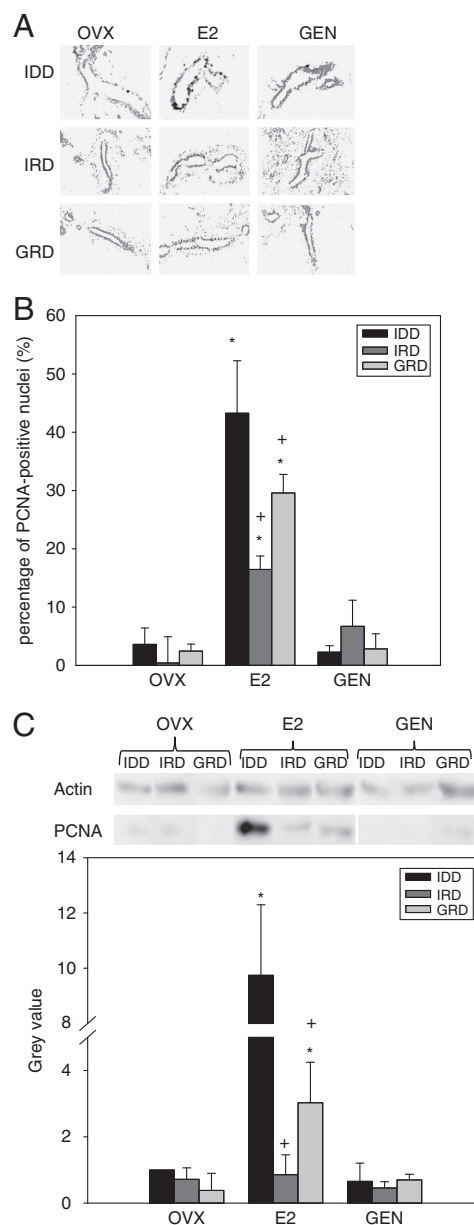 A
OVX E2 GEN
IDD
IRD
GRD
B
percentage of PCNA-positive nuclei (%)
60
50
40
30
20
10
0
IDD
IRD
GRD
*
+
*
+
*
OVX E2 GEN
C
OVX E2 GEN
IDD IRD GRD IDD IRD GRD IDD IRD GRD
Actin
PCNA
Grey value
14
12
10
8
4
2
0
IDD
IRD
GRD
*
+
+
*
OVX E2 GEN